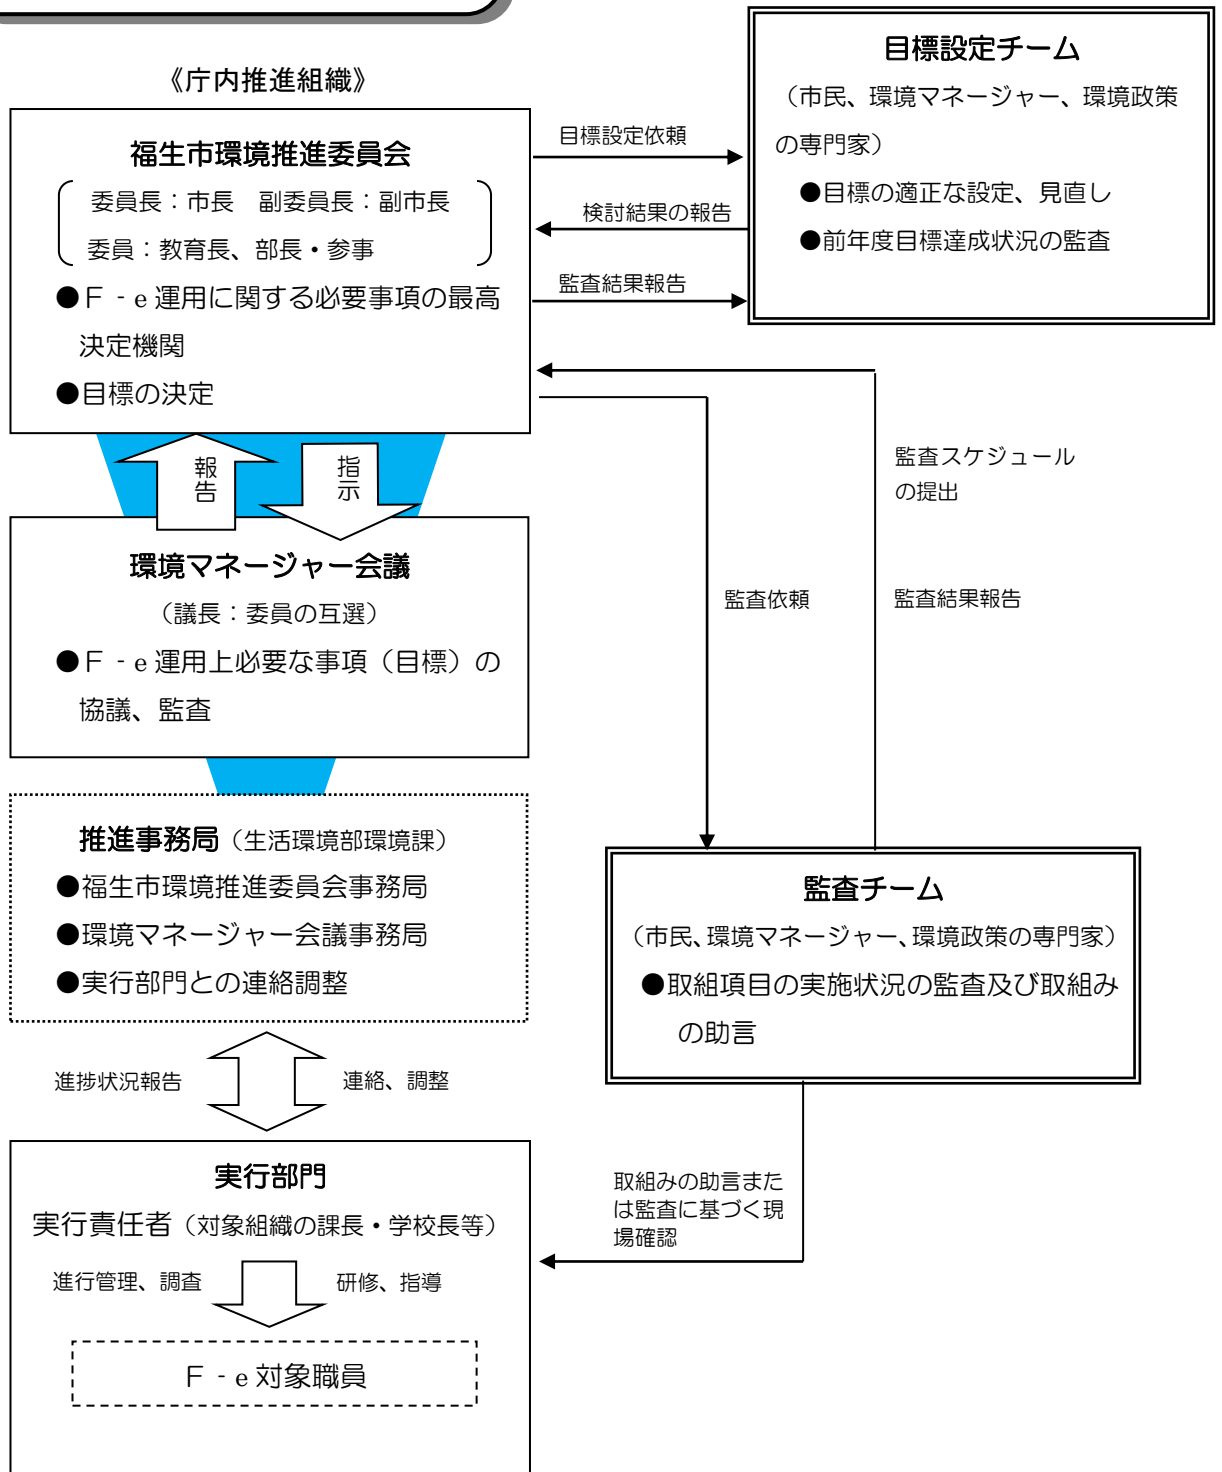 《庁内推進組織》
福生市環境推進委員会
委員長：市長　副委員長：副市長
委員：教育長、部長・参事
●Ｆ‐e 運用に関する必要事項の最高
決定機関
●目標の決定
目標設定依頼
検討結果の報告
監査結果報告
目標設定チーム
（市民、環境マネージャー、環境政策
の専門家）
●目標の適正な設定、見直し
●前年度目標達成状況の監査
報告
指示
環境マネージャー会議
（議長：委員の互選）
●Ｆ‐e 運用上必要な事項（目標）の
協議、監査
監査スケジュール
の提出
監査依頼
監査結果報告
推進事務局（生活環境部環境課）
●福生市環境推進委員会事務局
●環境マネージャー会議事務局
●実行部門との連絡調整
監査チーム
（市民、環境マネージャー、環境政策の専門家）
●取組項目の実施状況の監査及び取組み
の助言
進捗状況報告
連絡、調整
実行部門
実行責任者（対象組織の課長・学校長等）
進行管理、調査
研修、指導
Ｆ‐e 対象職員
取組みの助言また
は監査に基づく現
場確認